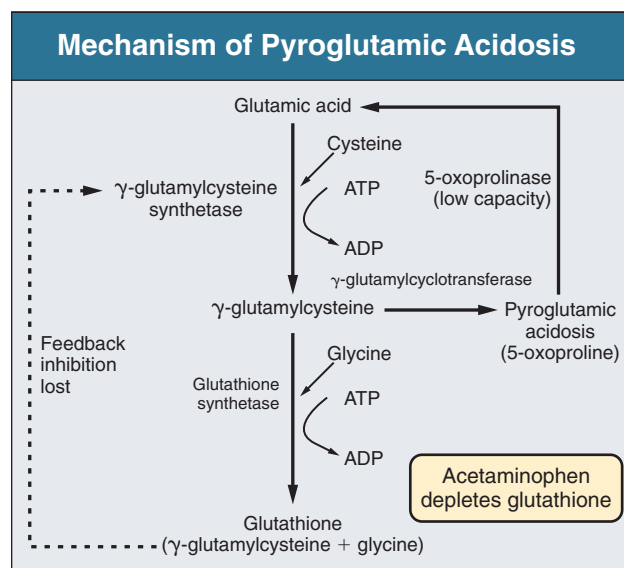 Mechanism of Pyroglutamic Acidosis
Glutamic acid
Cysteine
γ-glutamylcysteine
synthetase
ATP
ADP
5-oxoprolinase
(low capacity)
γ-glutamylcyclotransferase
γ-glutamylcysteine
Pyroglutamic
acidosis
(5-oxoproline)
Feedback
inhibition
lost
Glycine
Glutathione
synthetase
ATP
ADP
Acetaminophen
depletes glutathione
Glutathione
(γ-glutamylcysteine + glycine)